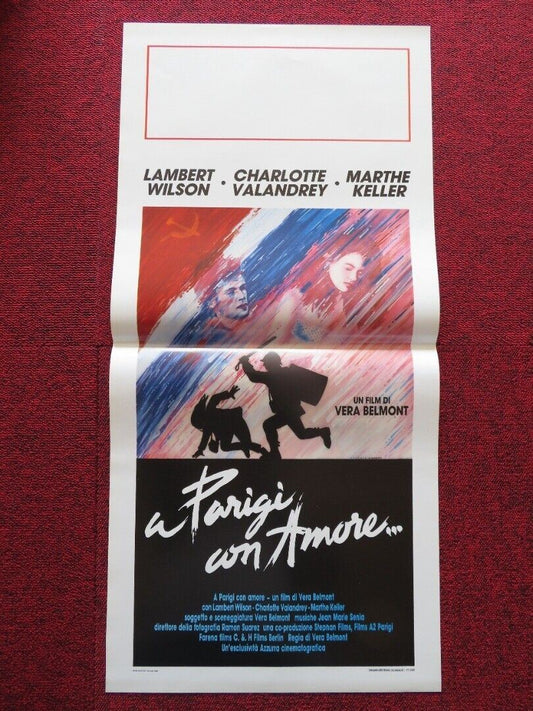 LAMBERT WILSON • CHARLOTTE VALANDREY • MARTHE KELLER
UN FILM DI
VERA BELMONT
a Parigi
con Amore...
A Parigi con amore - un film di Vera Belmont
con Lambert Wilson - Charlotte Valandrey - Marthe Keller
soggetto e sceneggiatura Vera Belmont musiche Jean Marie Senia
direttore della fotografia Ramon Suarez una co-produzione Stephan Films, Films A2 Parigi
Farena films C. & H Films Berlin Regia di Vera Belmont
Un'esclusività Azzurra cinematografica